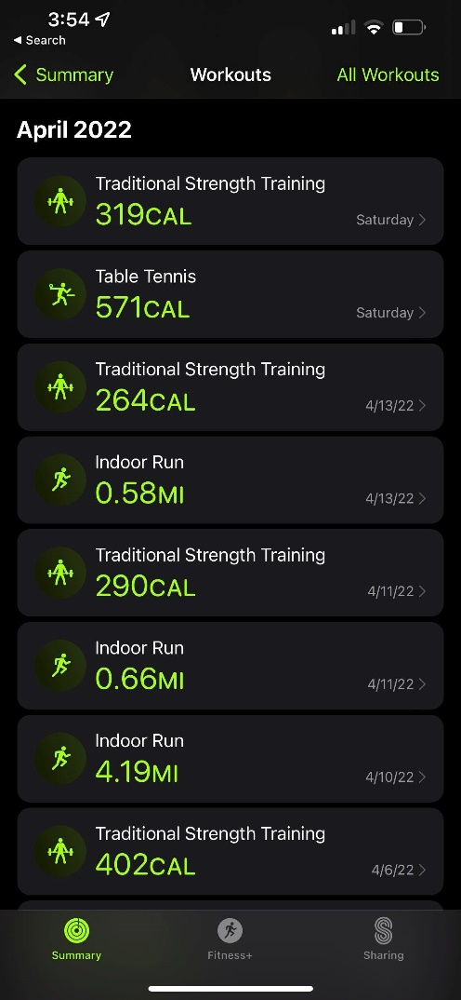 3:54
Search
Summary
Workouts
All Workouts
April 2022
Traditional Strength Training
319CAL
Saturday
Table Tennis
571CAL
Saturday
Traditional Strength Training
264CAL
4/13/22
Indoor Run
0.58MI
4/13/22
Traditional Strength Training
290CAL
4/11/22
Indoor Run
0.66MI
4/11/22
Indoor Run
4.19MI
4/10/22
Traditional Strength Training
402CAL
4/6/22
Summary
Fitness+
Sharing